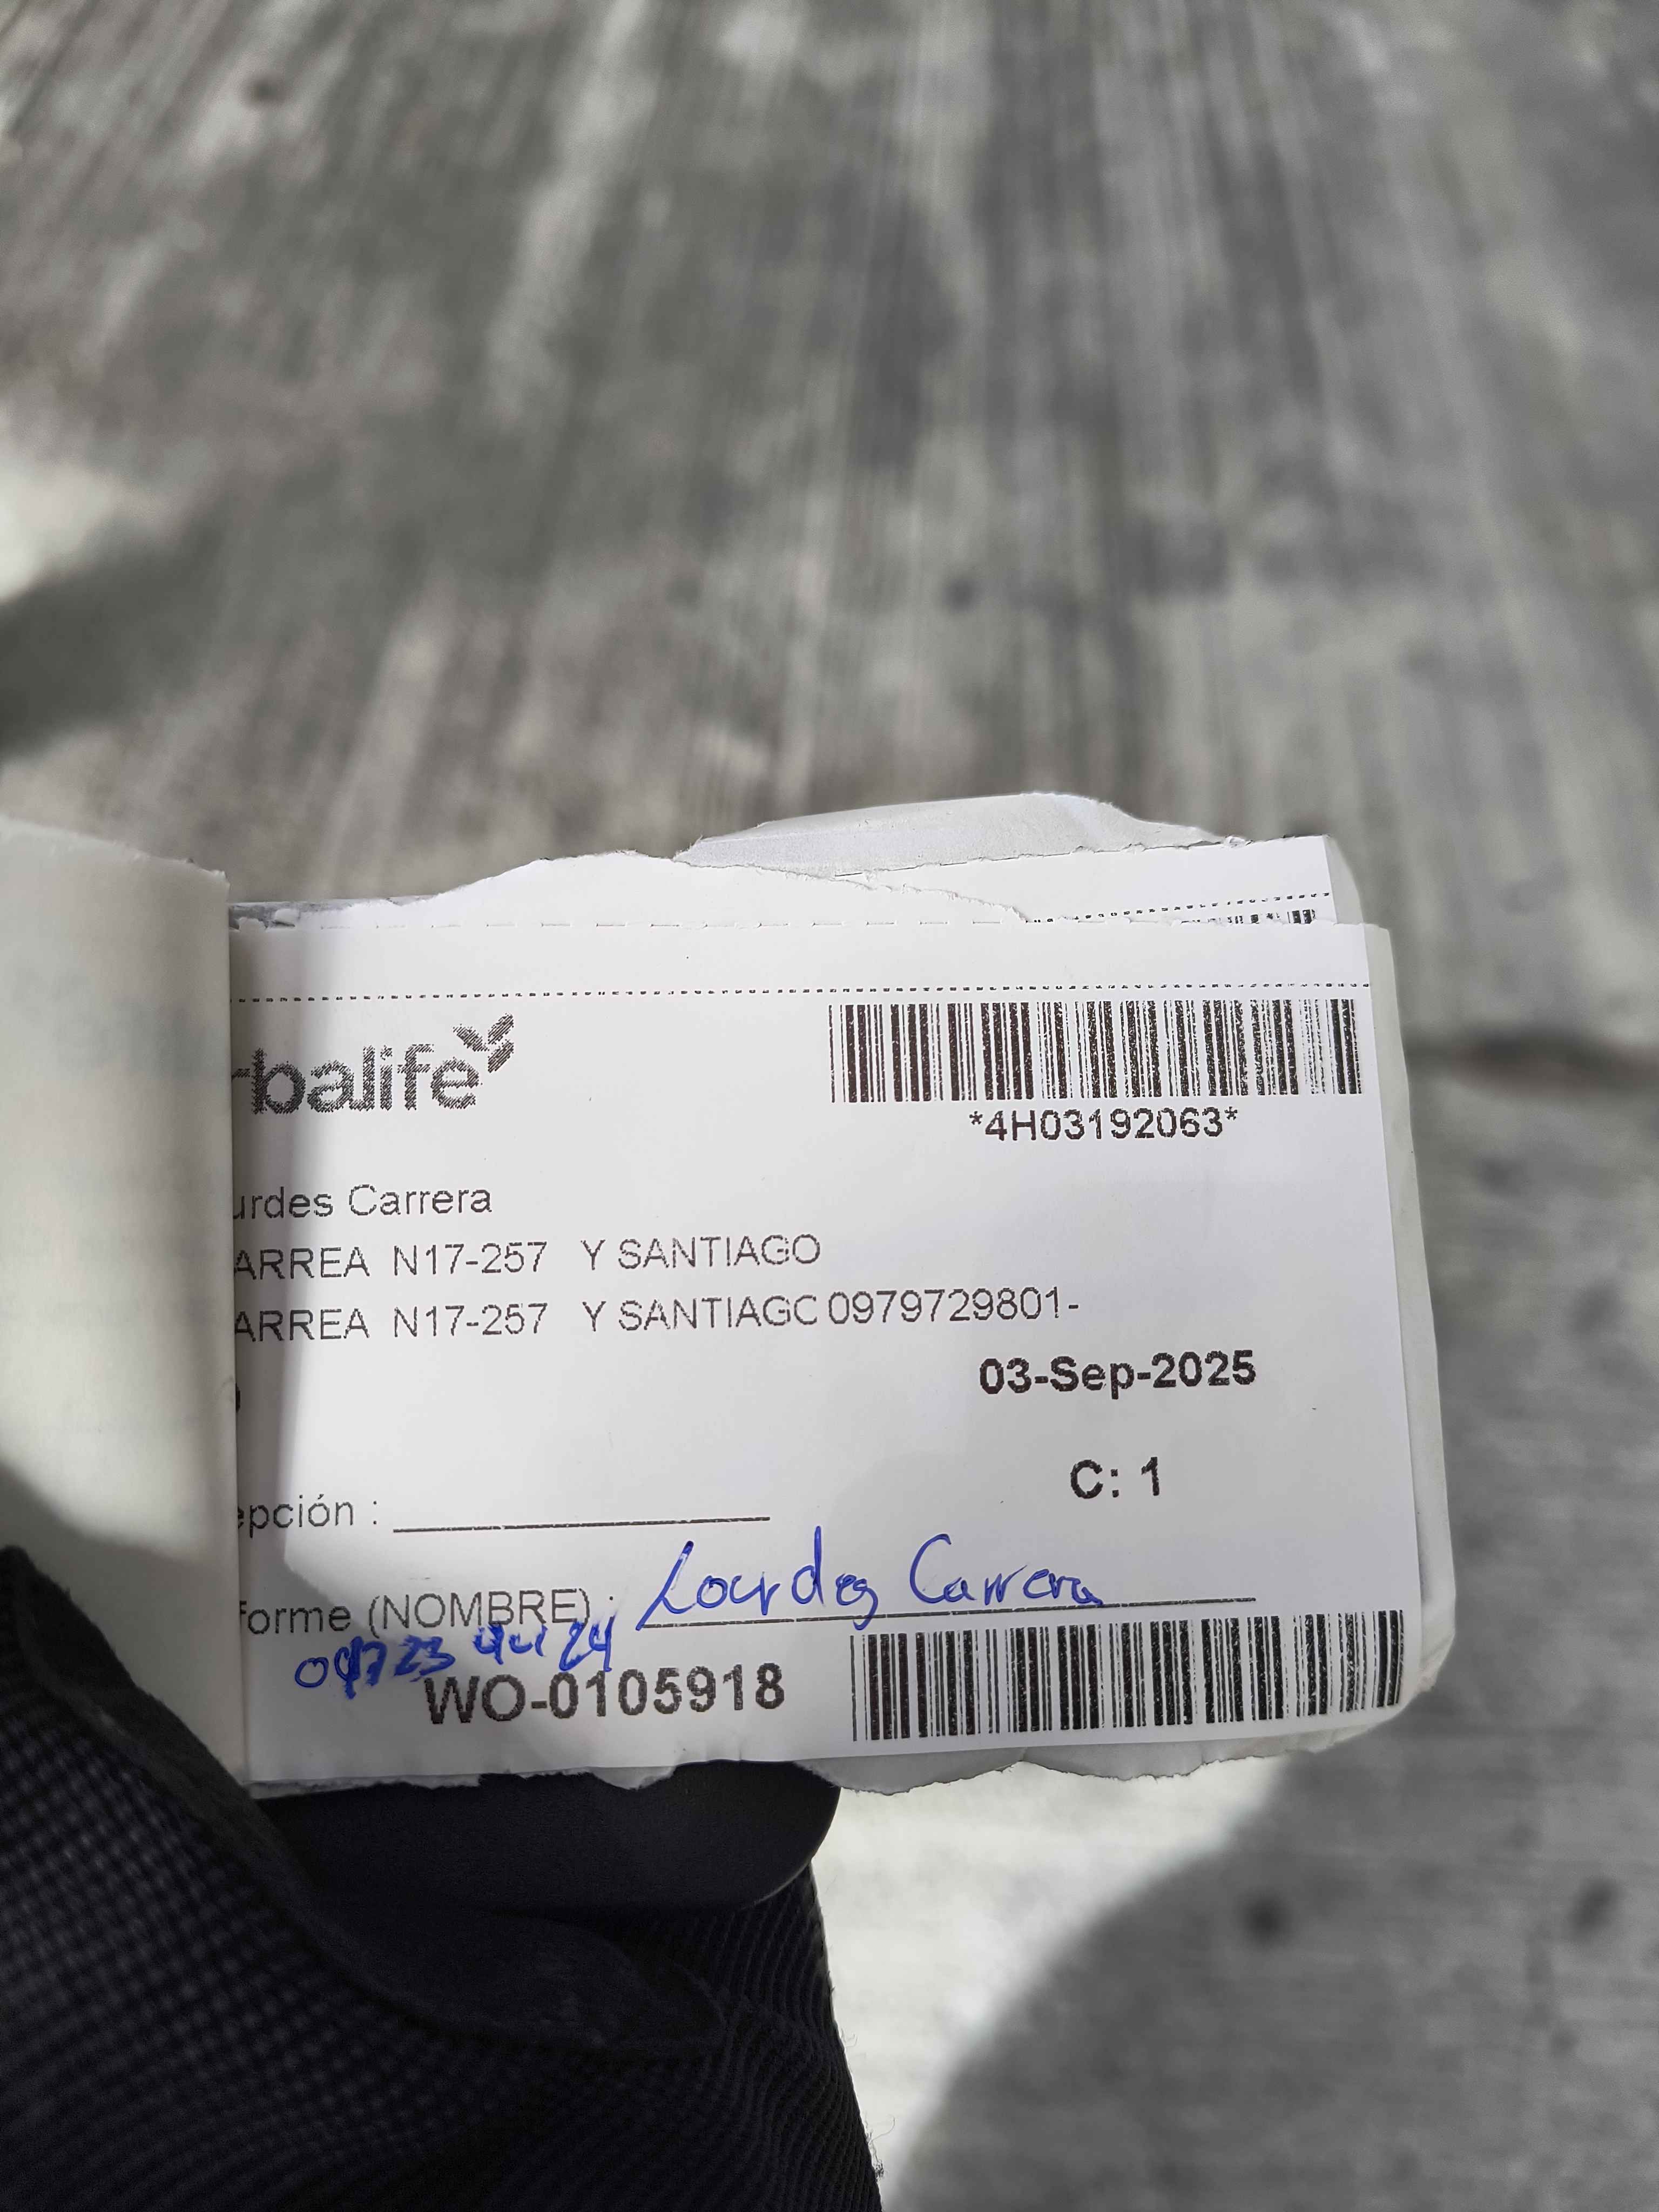 rbalife
*4H03192063*
urdes Carrera
ARREA N17-257 Y SANTIAGO
ARREA N17-257 Y SANTIAGO 0979729801-
03-Sep-2025
C: 1
epción :
forme (NOMBRE) : Lourdes Carrera
WO-0105918